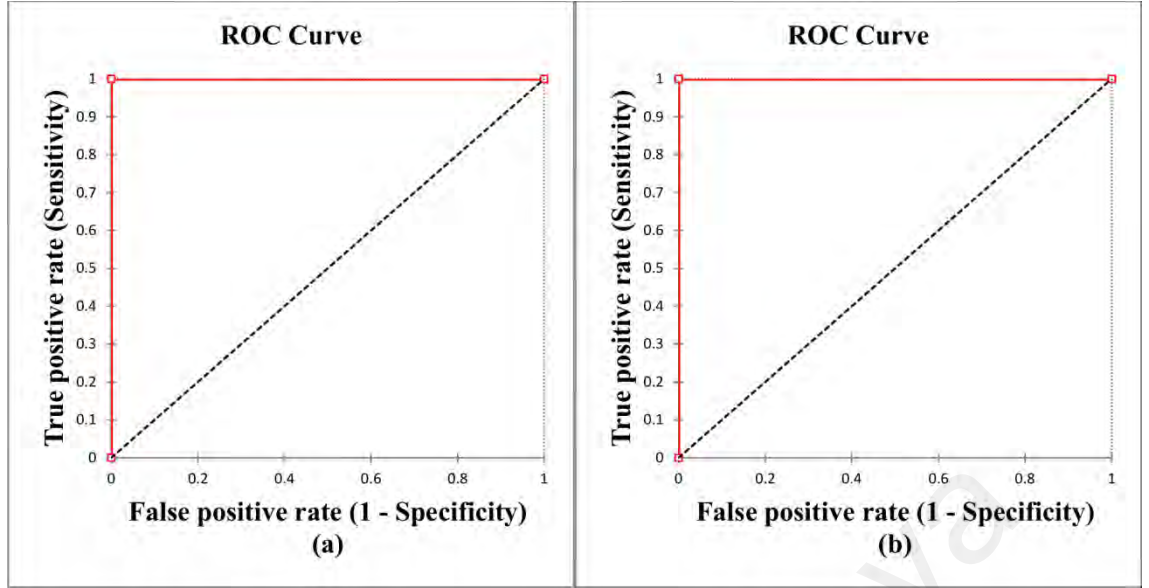 ROC Curve
True positive rate (Sensitivity)
1
0.9
0.8
0.7
0.6
0.5
0.4
0.3
0.2
0.1
0
0 0.2 0.4 0.6 0.8 1
False positive rate (1 - Specificity)
(a)
ROC Curve
True positive rate (Sensitivity)
1
0.9
0.8
0.7
0.6
0.5
0.4
0.3
0.2
0.1
0
0 0.2 0.4 0.6 0.8 1
False positive rate (1 - Specificity)
(b)